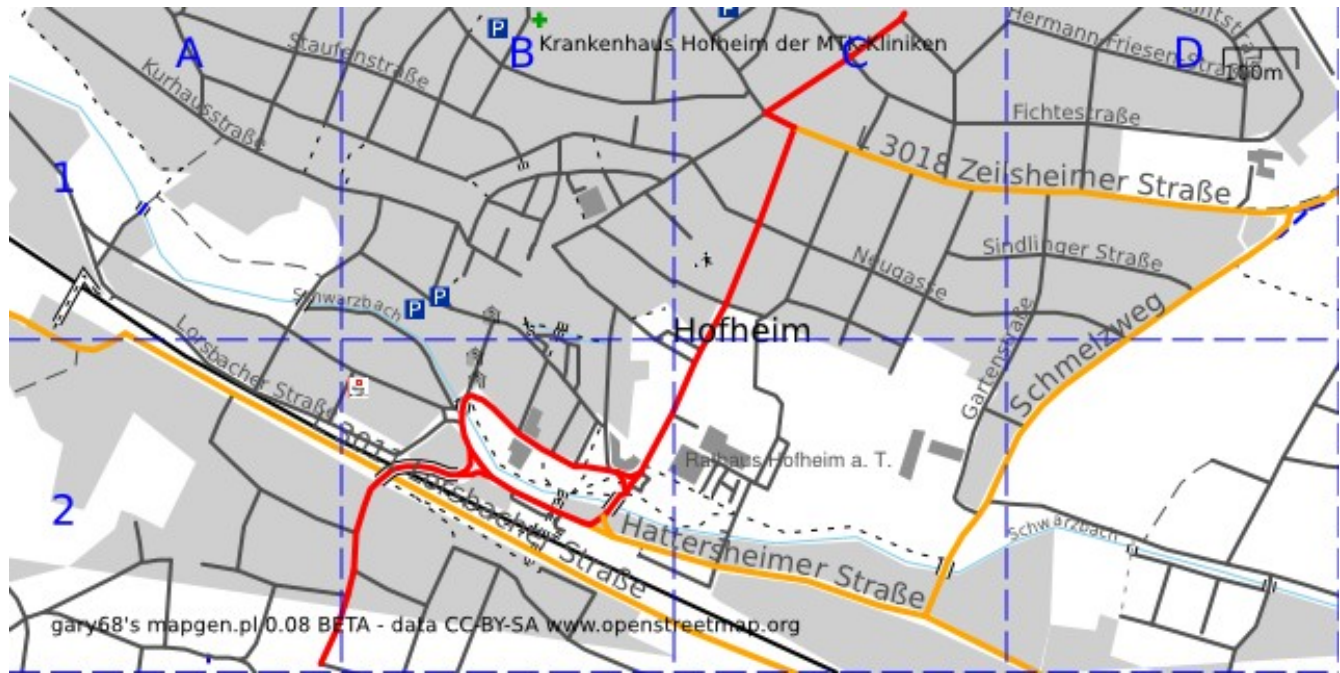 A
B
C
D
P
P
Krankenhaus Hofheim der MTK-Kliniken
Hermann-Friesen-Straße
100m
Staufenstraße
Kurhausstraße
Fichtestraße
1
L 3018 Zeilsheimer Straße
Neugasse
Sindlinger Straße
Schwarzbach
P
P
Hofheim
Lorsbacher Straße
Gartenstraße
Schmelzweg
Rathaus Hofheim a. T.
2
Lorsbacher Straße
Hattersheimer Straße
Schwarzbach
gary68's mapgen.pl 0.08 BETA - data CC-BY-SA www.openstreetmap.org